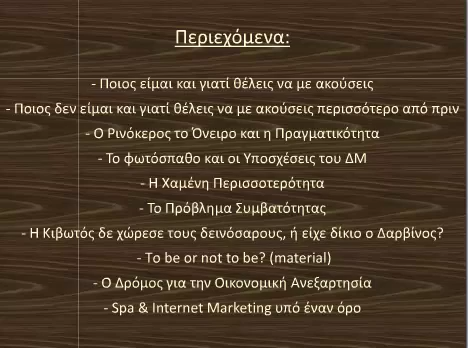 Περιεχόμενα:
- Ποιος είμαι και γιατί θέλεις να με ακούσεις
- Ποιος δεν είμαι και γιατί θέλεις να με ακούσεις περισσότερο από πριν
- Ο Ρινόκερος το Όνειρο και η Πραγματικότητα
- Το φωτόσπαθο και οι Υποσχέσεις του ΔΜ
- Η Χαμένη Περισσοτερότητα
- Το Πρόβλημα Συμβατότητας
- Η Κιβωτός δε χώρεσε τους δεινόσαρους, ή είχε δίκιο ο Δαρβίνος?
- To be or not to be? (material)
- Ο Δρόμος για την Οικονομική Ανεξαρτησία
- Spa & Internet Marketing υπό έναν όρο